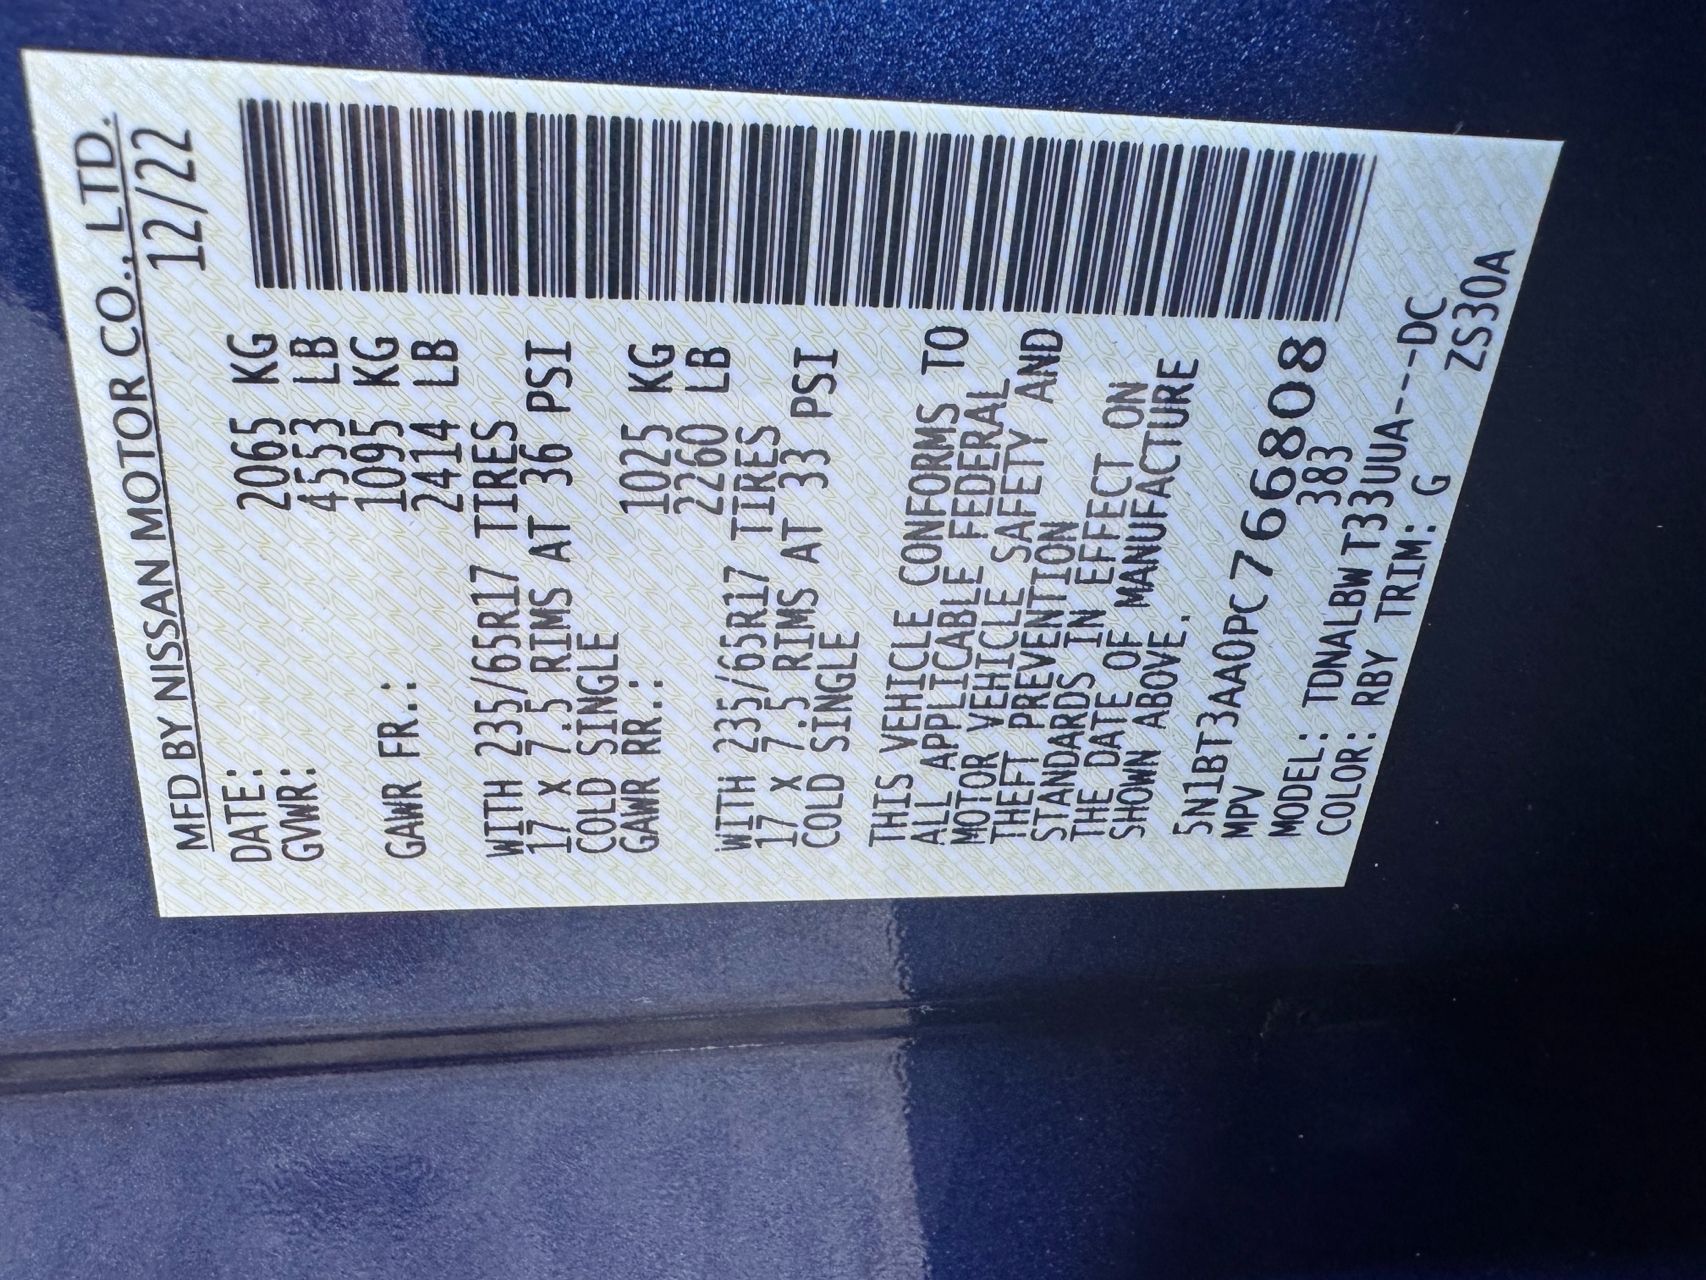 MFD BY NISSAN MOTOR CO., LTD.
DATE: 12/22
GVWR: 2065 KG
4553 LB
GAWR FR.: 1095 KG
2414 LB
WITH 235/65R17 TIRES
17 X 7.5 RIMS AT 36 PSI
COLD SINGLE
GAWR RR.: 1025 KG
2260 LB
WITH 235/65R17 TIRES
17 X 7.5 RIMS AT 33 PSI
COLD SINGLE
THIS VEHICLE CONFORMS TO
ALL APPLICABLE FEDERAL
MOTOR VEHICLE SAFETY AND
THEFT PREVENTION
STANDARDS IN EFFECT ON
THE DATE OF MANUFACTURE
SHOWN ABOVE.
5N1BT3AA0PC766808
MPV 383
MODEL: TDNALBWT33UUA---DC
COLOR: RBY TRIM: G ZS30A